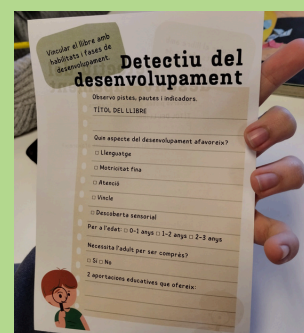 Vincular el llibre amb
habilitats i fases de
desenvolupament.
Detectiu del
desenvolupament
Observo pistes, pautes i indicadors.
TÍTOL DEL LLIBRE
Quin aspecte del desenvolupament afavoreix?
□ Llenguatge
□ Motricitat fina
□ Atenció
□ Vincle
□ Descoberta sensorial
Per a l'edat: □ 0-1 anys □ 1-2 anys □ 2-3 anys
Necessita l'adult per ser comprès?
□ Sí □ No
2 aportacions educatives que ofereix: